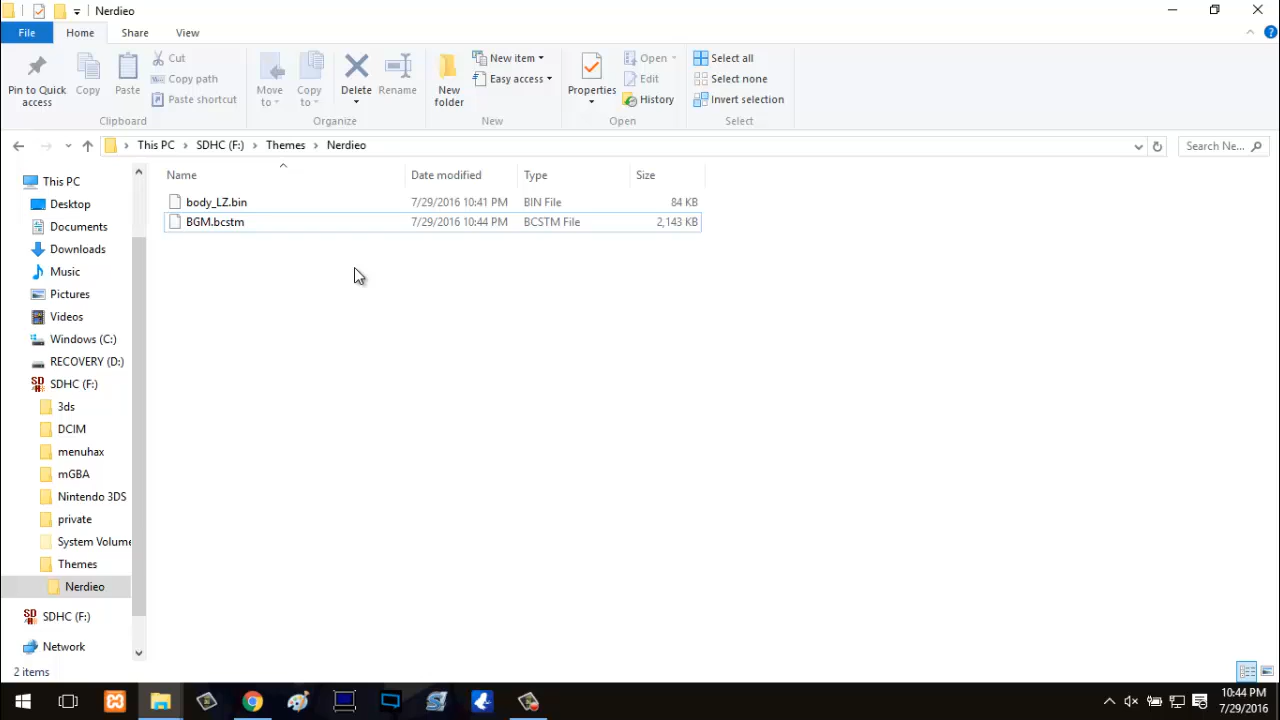 Nerdieo
File Home Share View
Pin to Quick access
Copy
Paste
Cut
Copy path
Paste shortcut
Clipboard
Move to
Copy to
Delete
Rename
Organize
New folder
New item
Easy access
New
Properties
Open
Edit
History
Open
Select all
Select none
Invert selection
Select
This PC > SDHC (F:) > Themes > Nerdieo
Search Ne...
Name Date modified Type Size
body_LZ.bin 7/29/2016 10:41 PM BIN File 84 KB
BGM.bcstm 7/29/2016 10:44 PM BCSTM File 2,143 KB
This PC
Desktop
Documents
Downloads
Music
Pictures
Videos
Windows (C:)
RECOVERY (D:)
SDHC (F:)
3ds
DCIM
menuhax
mGBA
Nintendo 3DS
private
System Volume
Themes
Nerdieo
SDHC (F:)
Network
2 items
10:44 PM
7/29/2016